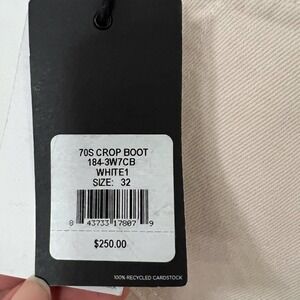 70S CROP BOOT
184-3W7CB
WHITE1
SIZE: 32
8 43733 17807 9
$250.00
100% RECYCLED CARDSTOCK